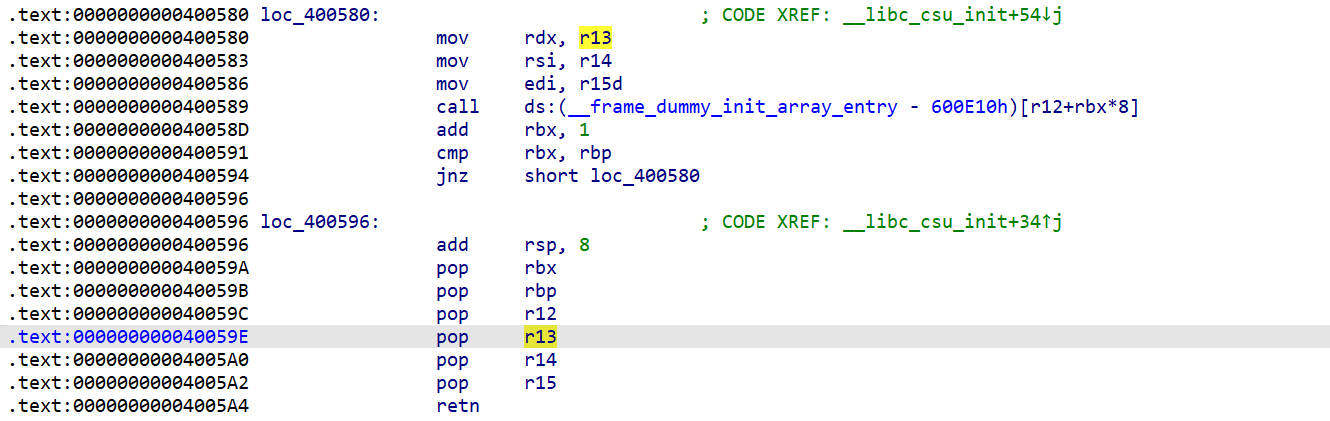 .text:0000000000400580 loc_400580: ; CODE XREF: __libc_csu_init+54↓j
.text:0000000000400580 mov rdx, r13
.text:0000000000400583 mov rsi, r14
.text:0000000000400586 mov edi, r15d
.text:0000000000400589 call ds:(__frame_dummy_init_array_entry - 600E10h)[r12+rbx*8]
.text:000000000040058D add rbx, 1
.text:0000000000400591 cmp rbx, rbp
.text:0000000000400594 jnz short loc_400580
.text:0000000000400596
.text:0000000000400596 loc_400596: ; CODE XREF: __libc_csu_init+34↑j
.text:0000000000400596 add rsp, 8
.text:000000000040059A pop rbx
.text:000000000040059B pop rbp
.text:000000000040059C pop r12
.text:000000000040059E pop r13
.text:00000000004005A0 pop r14
.text:00000000004005A2 pop r15
.text:00000000004005A4 retn